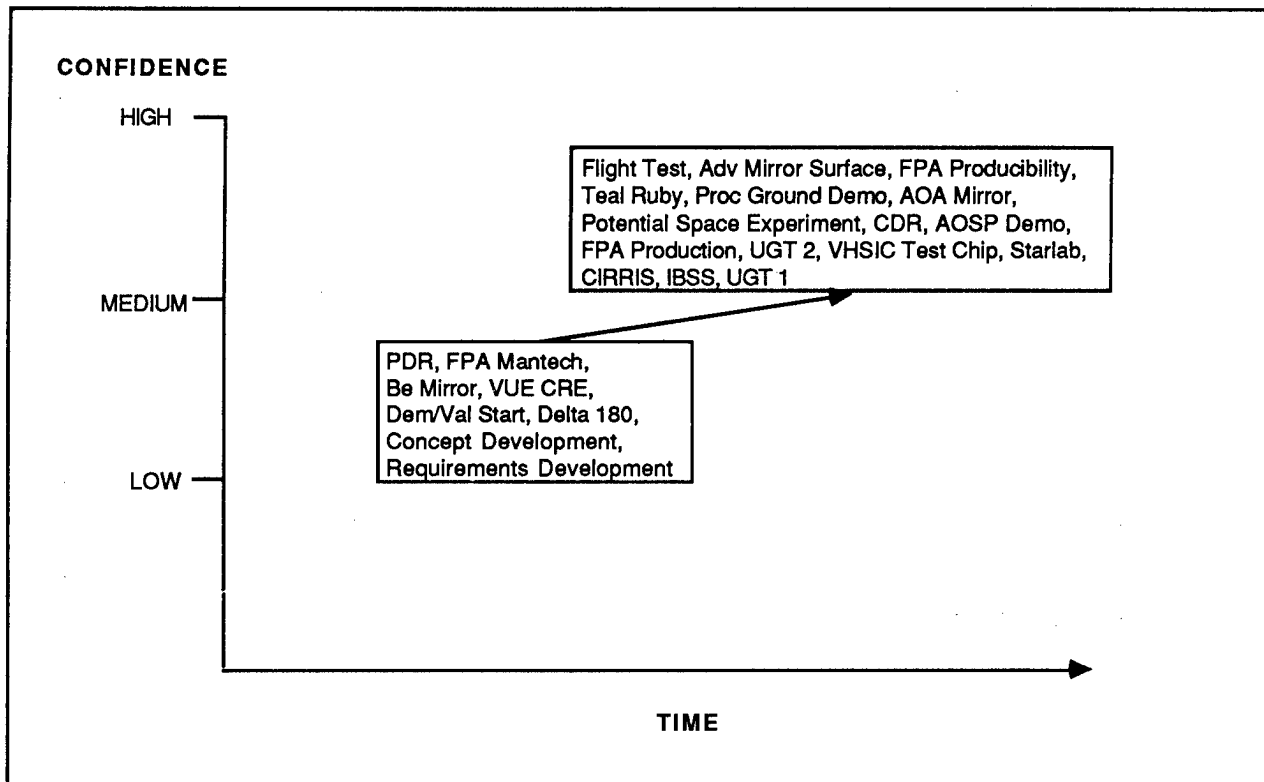 CONFIDENCE
HIGH
Flight Test, Adv Mirror Surface, FPA Producibility,
Teal Ruby, Proc Ground Demo, AOA Mirror,
Potential Space Experiment, CDR, AOSP Demo,
FPA Production, UGT 2, VHSIC Test Chip, Starlab,
CIRRIS, IBSS, UGT 1
MEDIUM
PDR, FPA Mantech,
Be Mirror, VUE CRE,
Dem/Val Start, Delta 180,
Concept Development,
Requirements Development
LOW
TIME